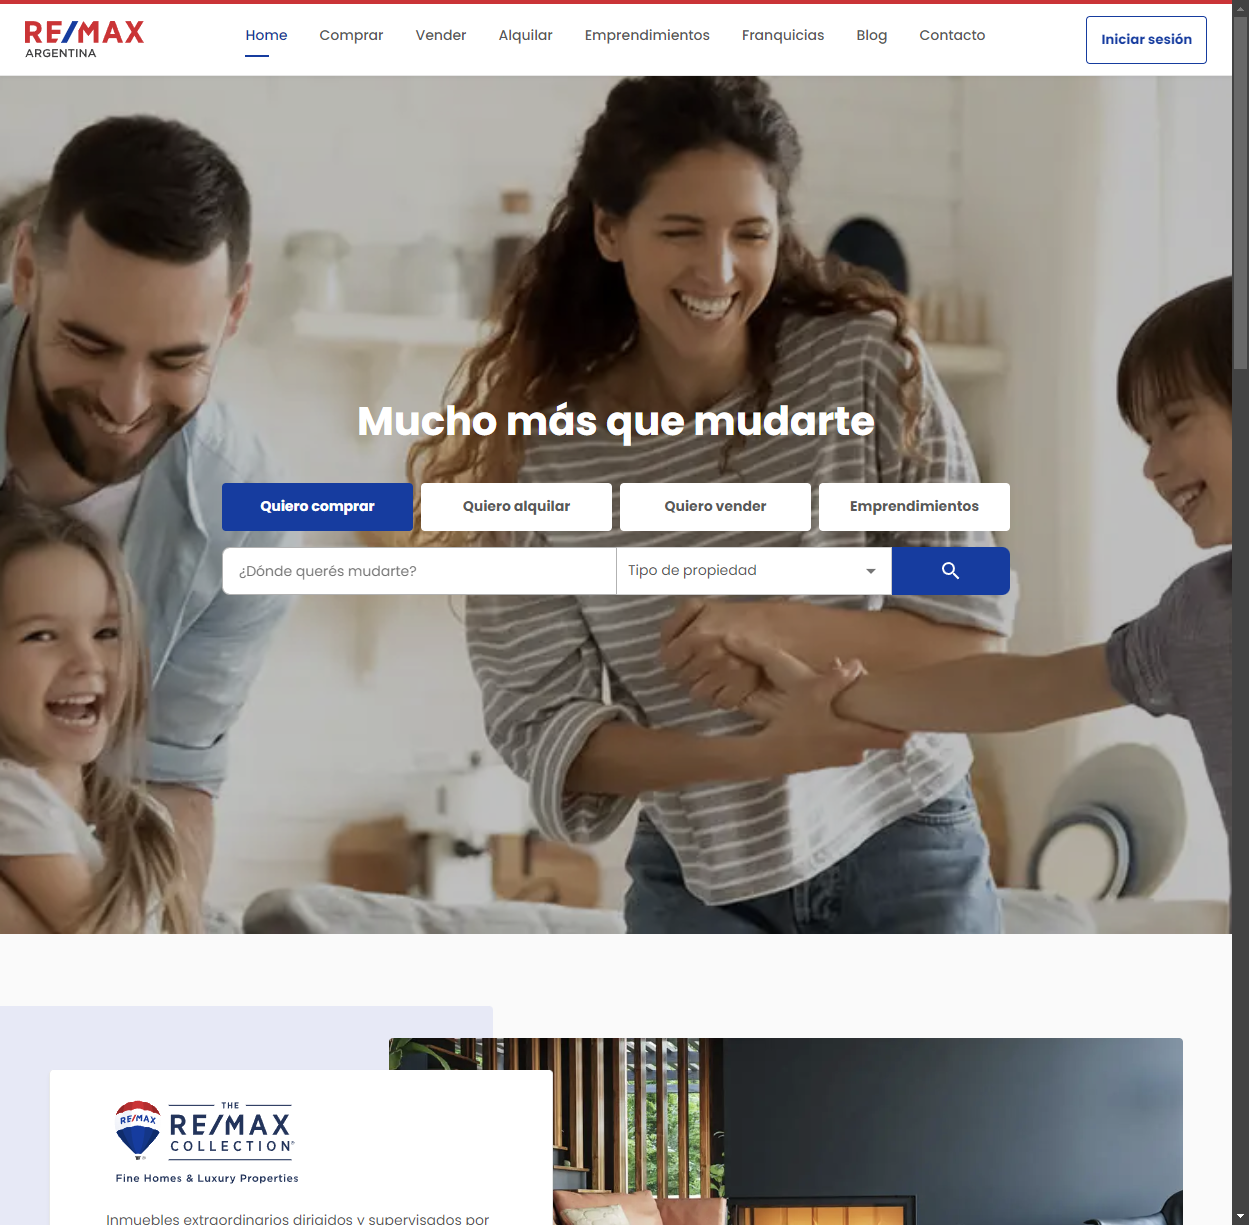 RE/MAX
ARGENTINA
Home
Comprar
Vender
Alquilar
Emprendimientos
Franquicias
Blog
Contacto
Iniciar sesión
Mucho más que mudarte
Quiero comprar
Quiero alquilar
Quiero vender
Emprendimientos
¿Dónde querés mudarte?
Tipo de propiedad
RE/MAX
THE
RE/MAX
COLLECTION®
Fine Homes & Luxury Properties
Inmuebles extraordinarios dirigidos y supervisados por